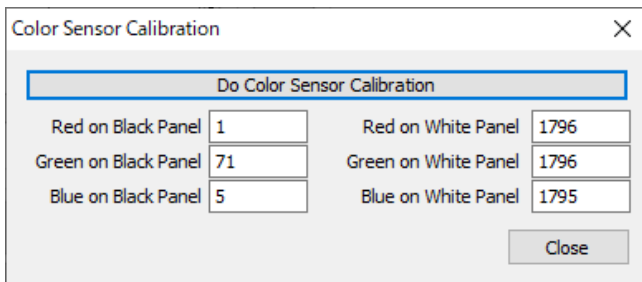 Color Sensor Calibration
Do Color Sensor Calibration
Red on Black Panel 1 Red on White Panel 1796
Green on Black Panel 71 Green on White Panel 1796
Blue on Black Panel 5 Blue on White Panel 1795
Close